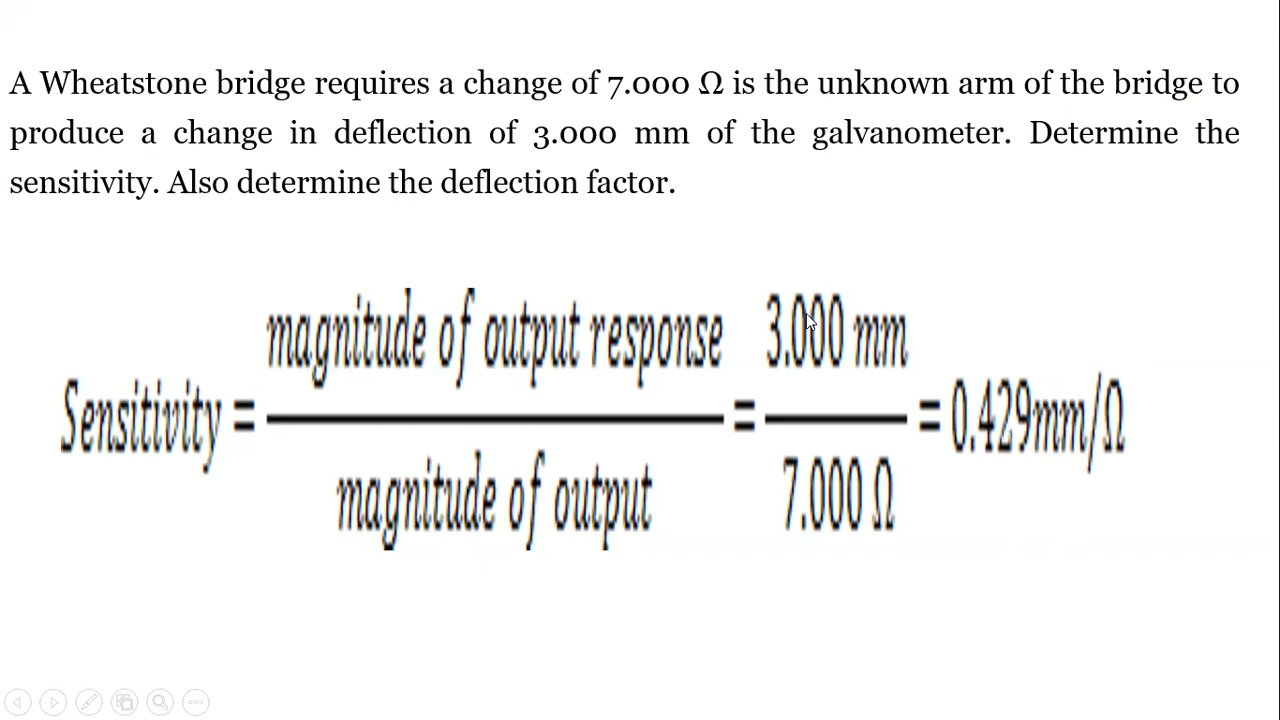 A Wheatstone bridge requires a change of 7.000 Ω is the unknown arm of the bridge to
produce a change in deflection of 3.000 mm of the galvanometer. Determine the
sensitivity. Also determine the deflection factor.
Sensitivity = magnitude of output response / magnitude of output = 3.000 mm / 7.000 Ω = 0.429mm/Ω